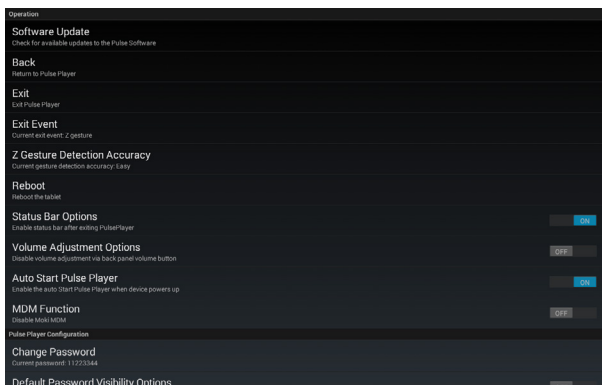 Operation
Software Update
Check for available updates to the Pulse Software
Back
Return to Pulse Player
Exit
Exit Pulse Player
Exit Event
Current exit event: Z gesture
Z Gesture Detection Accuracy
Current gesture detection accuracy: Easy
Reboot
Reboot the tablet
Status Bar Options
Enable status bar after exiting PulsePlayer
ON
Volume Adjustment Options
Disable volume adjustment via back panel volume button
OFF
Auto Start Pulse Player
Enable the auto Start Pulse Player when device powers up
ON
MDM Function
Disable Moki MDM
OFF
Pulse Player Configuration
Change Password
Current password: 11223344
Default Password Visibility Options